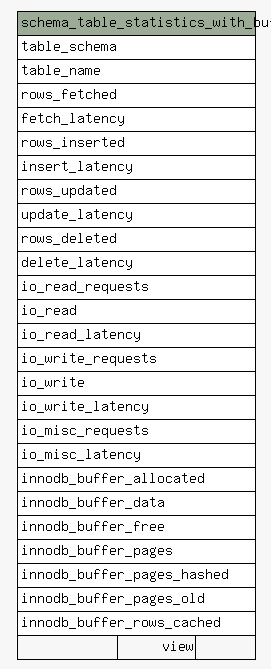 schema_table_statistics_with_bu
table_schema
table_name
rows_fetched
fetch_latency
rows_inserted
insert_latency
rows_updated
update_latency
rows_deleted
delete_latency
io_read_requests
io_read
io_read_latency
io_write_requests
io_write
io_write_latency
io_misc_requests
io_misc_latency
innodb_buffer_allocated
innodb_buffer_data
innodb_buffer_free
innodb_buffer_pages
innodb_buffer_pages_hashed
innodb_buffer_pages_old
innodb_buffer_rows_cached
view